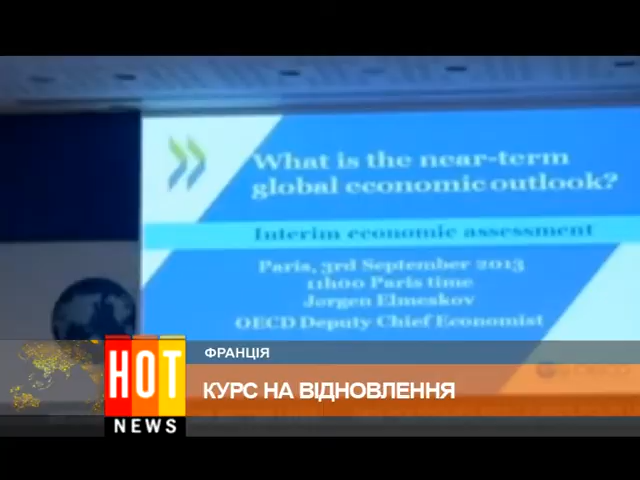 What is the near-term
global economic outlook?
Interim economic assessment
Paris, 3rd September 2013
11h00 Paris time
Jørgen Elmeskov
OECD Deputy Chief Economist
ФРАНЦІЯ
HOT
КУРС НА ВІДНОВЛЕННЯ
NEWS